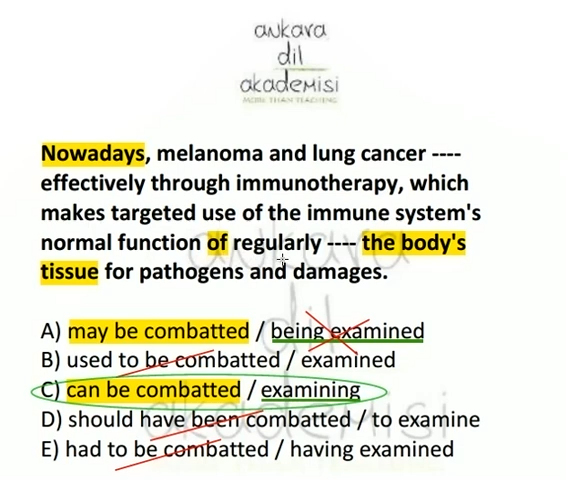 ankara
dil
akademisi
MORE THAN TEACHING
Nowadays, melanoma and lung cancer ----
effectively through immunotherapy, which
makes targeted use of the immune system's
normal function of regularly ---- the body's
tissue for pathogens and damages.
A) may be combatted / being examined
B) used to be combatted / examined
C) can be combatted / examining
D) should have been combatted / to examine
E) had to be combatted / having examined
ankara
dil
akademisi